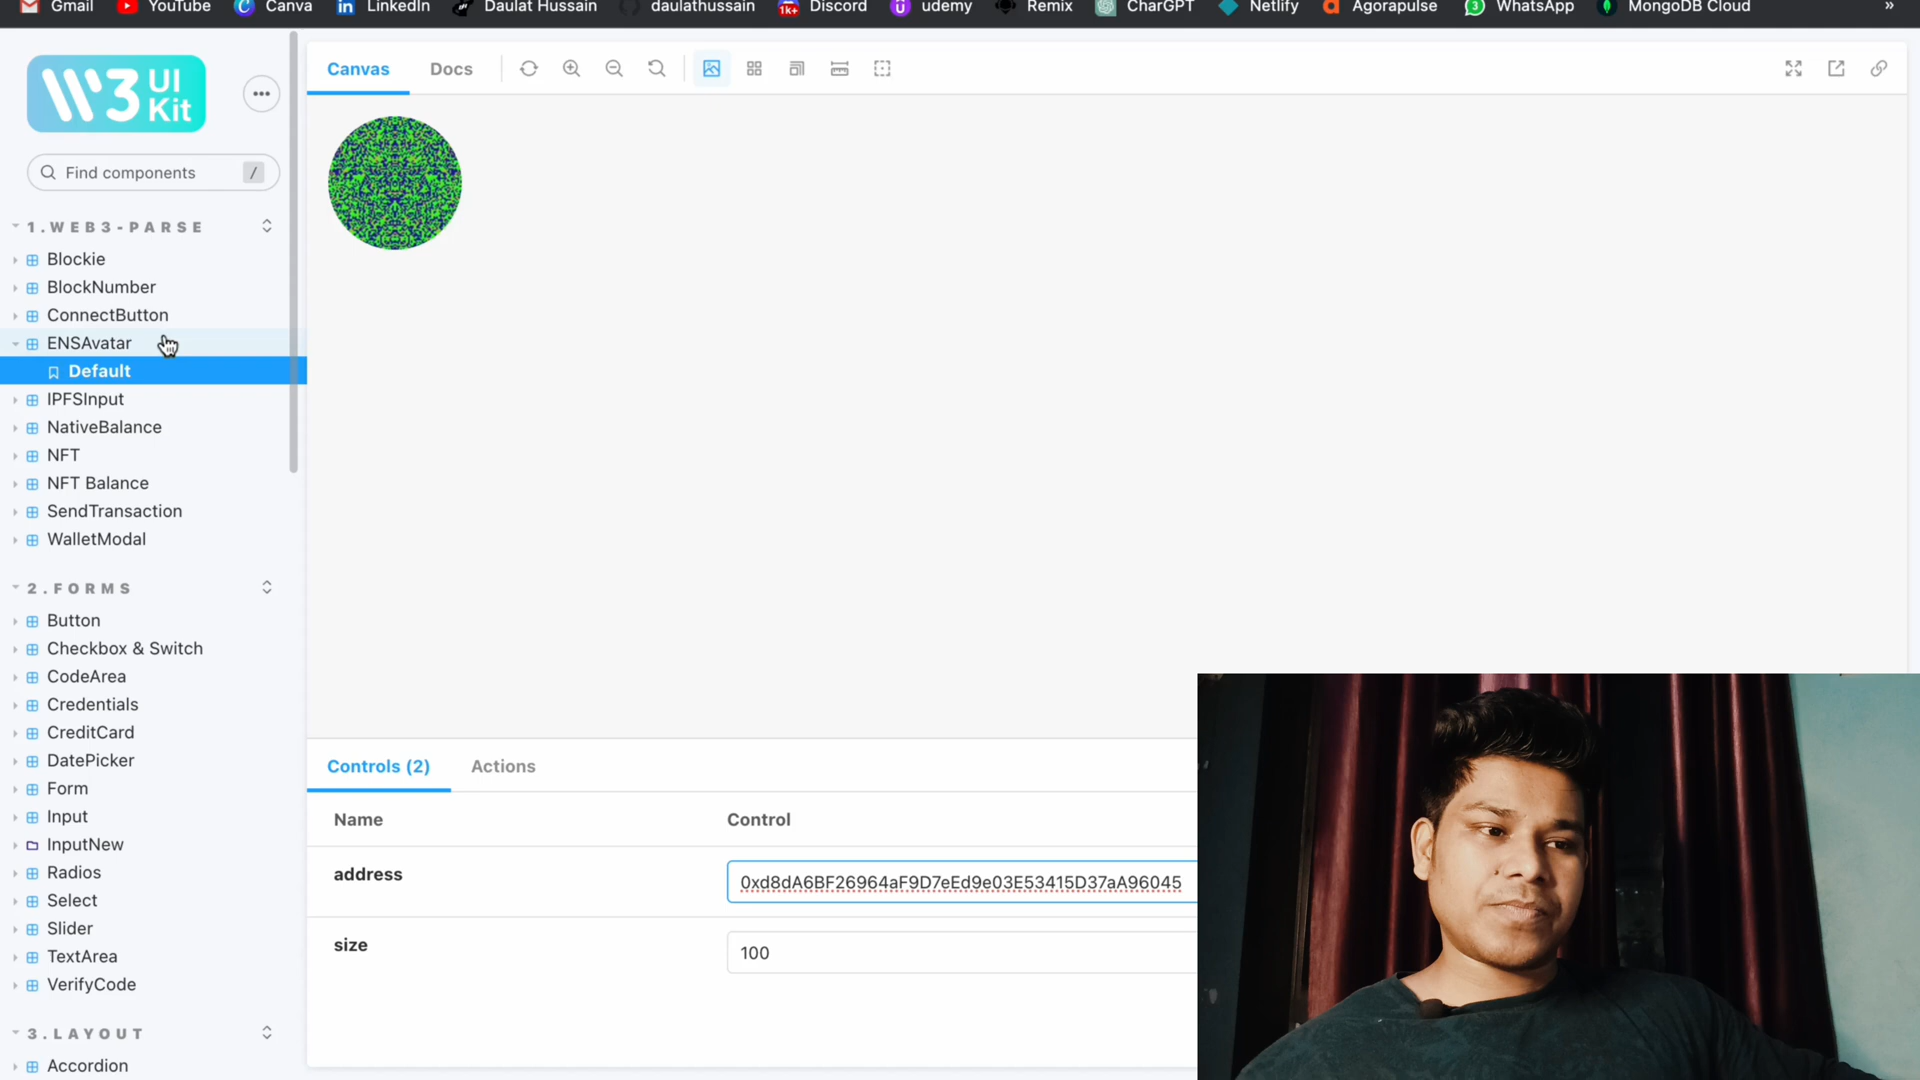 Gmail YouTube Canva LinkedIn Daulat Hussain daulathussain Discord udemy Remix CharGPT Netlify Agorapulse WhatsApp MongoDB Cloud »
W3 UI Kit
Canvas Docs
Find components /
1.WEB3-PARSE
Blockie
BlockNumber
ConnectButton
ENSAvatar
Default
IPFSInput
NativeBalance
NFT
NFT Balance
SendTransaction
WalletModal
2.FORMS
Button
Checkbox & Switch
CodeArea
Credentials
CreditCard
DatePicker
Form
Input
InputNew
Radios
Select
Slider
TextArea
VerifyCode
3.LAYOUT
Accordion
Controls (2) Actions
Name Control
address 0xd8dA6BF26964aF9D7eEd9e03E53415D37aA96045
size 100